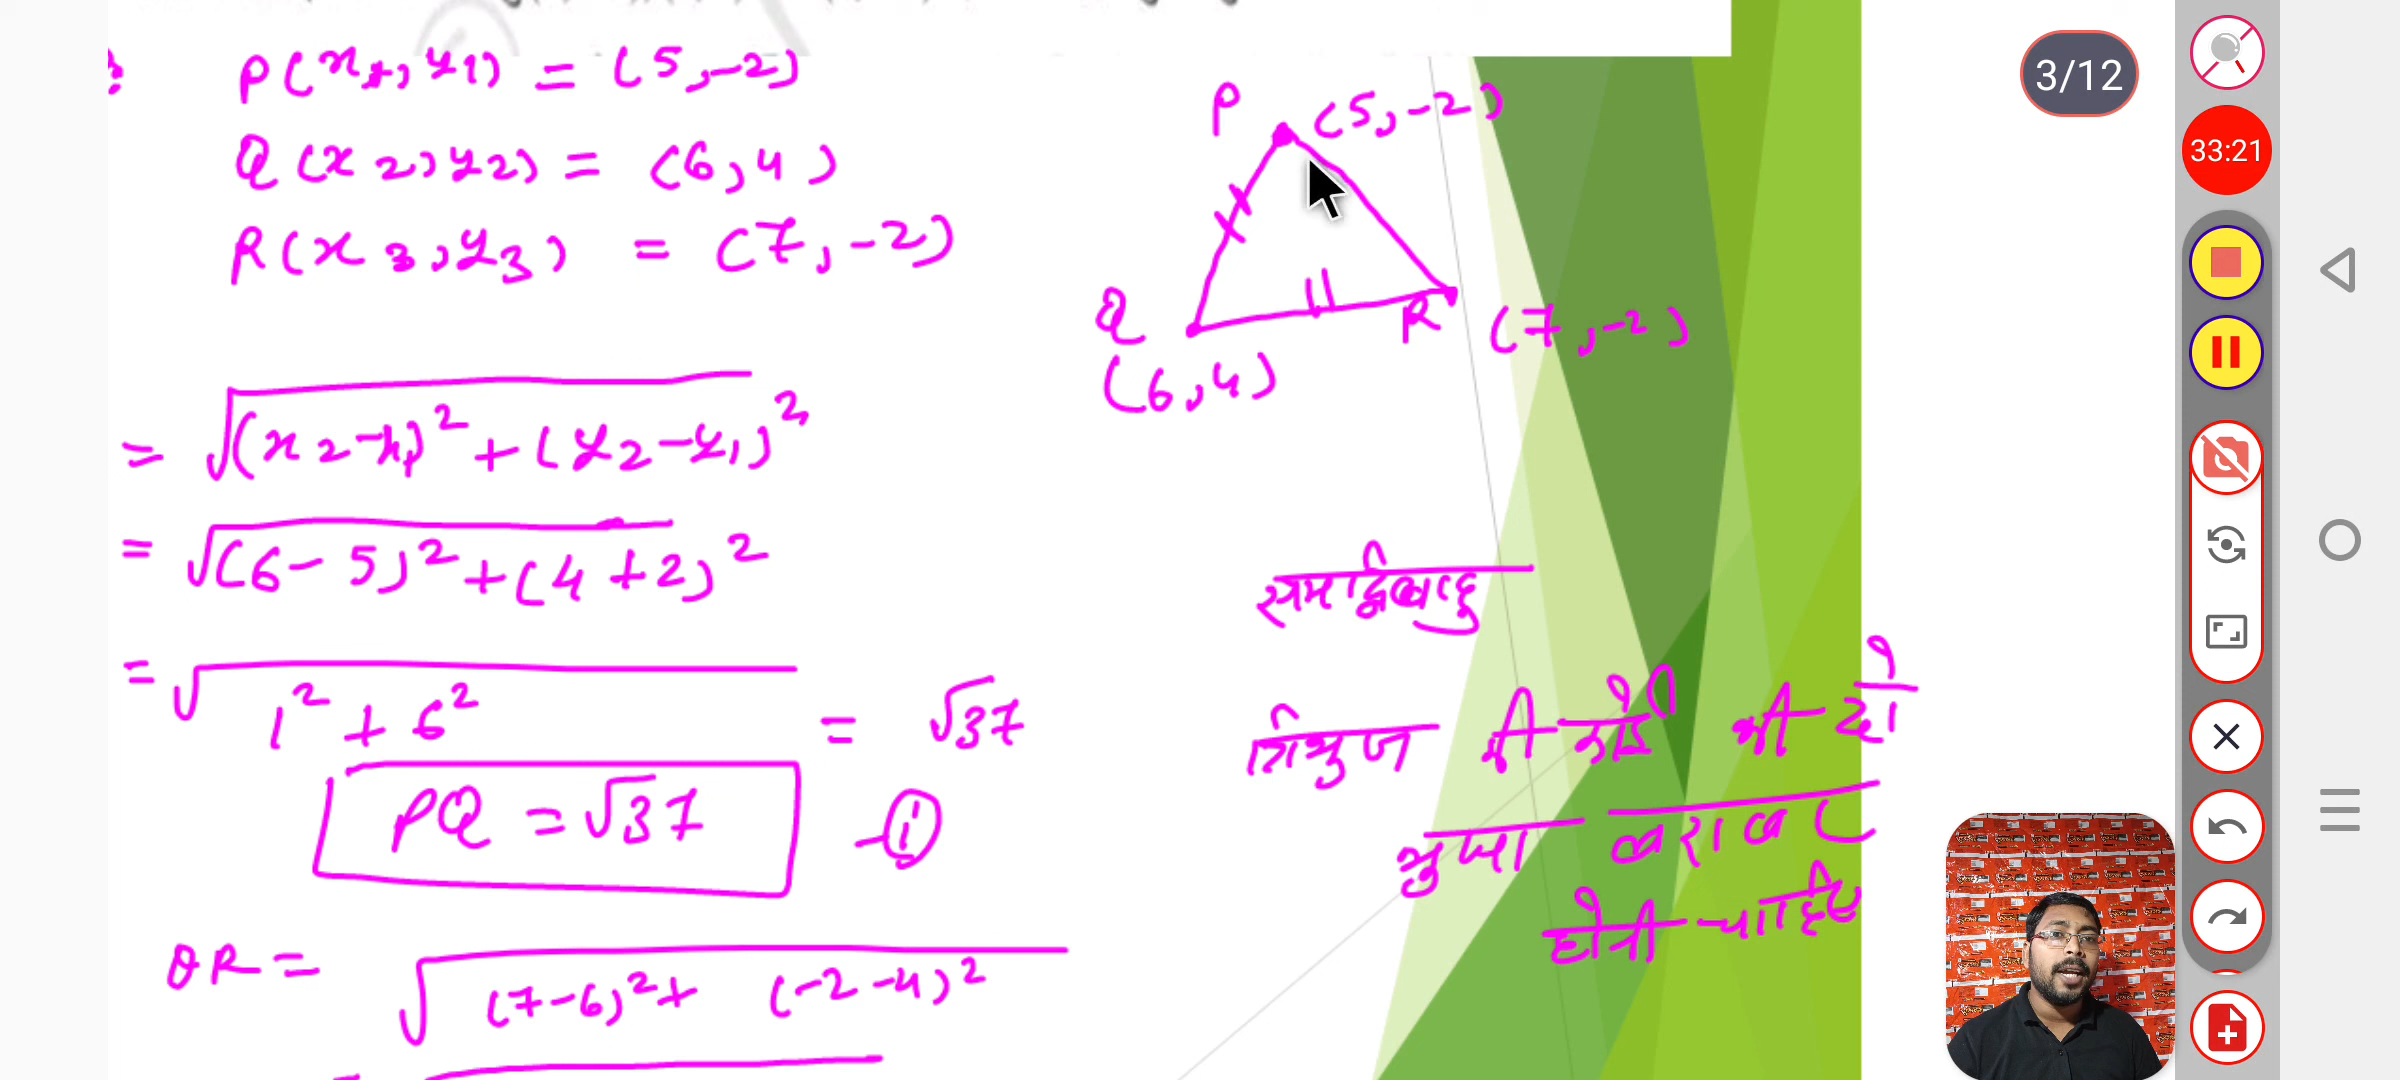 P(x1,y1) = (5,-2)
Q(x2,y2) = (6,4)
R(x3,y3) = (7,-2)
P (5,-2)
Q
R (7,-2)
(6,4)
= √(x2-x1)² + (y2-y1)²
= √(6-5)² + (4+2)²
= √1² + 6² = √37
PQ = √37 -①
QR = √(7-6)² + (-2-4)²
समद्विबाहु
त्रिभुज की कोई भी दो
भुजा बराबर
होनी चाहिए
3/12
33:21